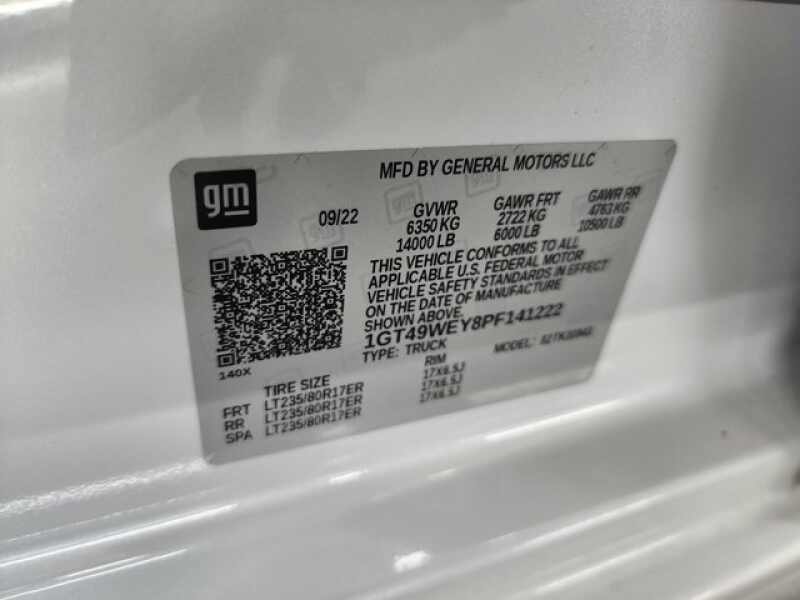 gm
MFD BY GENERAL MOTORS LLC
09/22
GVWR
6350 KG
14000 LB
GAWR FRT
2722 KG
6000 LB
GAWR RR
4763 KG
10500 LB
THIS VEHICLE CONFORMS TO ALL
APPLICABLE U.S. FEDERAL MOTOR
VEHICLE SAFETY STANDARDS IN EFFECT
ON THE DATE OF MANUFACTURE
SHOWN ABOVE.
1GT49WEY8PF141222
TYPE: TRUCK
MODEL:
140X
TIRE SIZE
RIM
FRT LT235/80R17ER 17X6.5J
RR LT235/80R17ER 17X6.5J
SPA LT235/80R17ER 17X6.5J